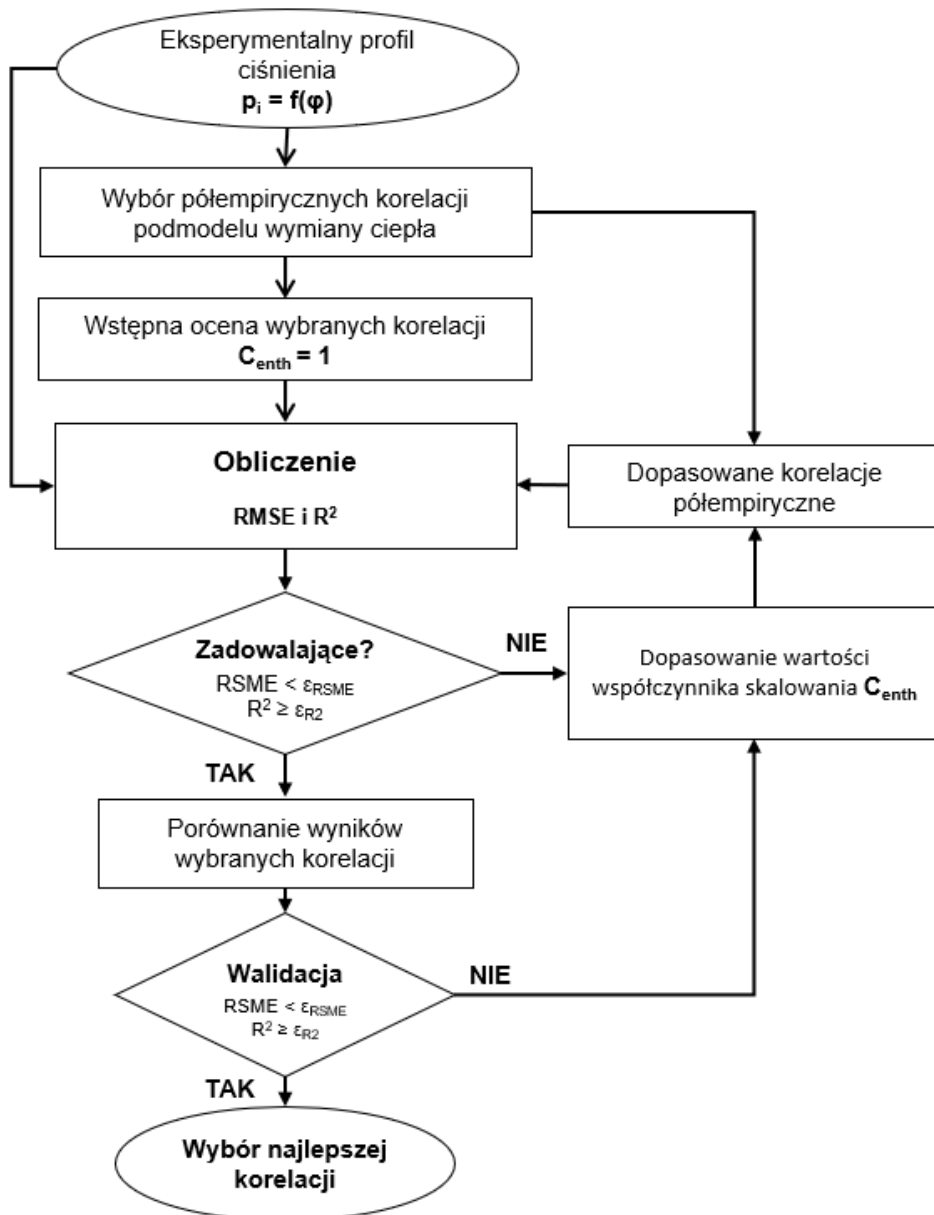 Eksperymentalny profil
ciśnienia
pᵢ = f(φ)
Wybór półempirycznych korelacji
podmodelu wymiany ciepła
Wstępna ocena wybranych korelacji
Centh = 1
Obliczenie
RMSE i R²
Dopasowane korelacje
półempiryczne
Zadowalające?
RSME < εRSME
R² ≥ εR2
NIE
Dopasowanie wartości
współczynnika skalowania Centh
TAK
Porównanie wyników
wybranych korelacji
Walidacja
RSME < εRSME
R² ≥ εR2
NIE
TAK
Wybór najlepszej
korelacji